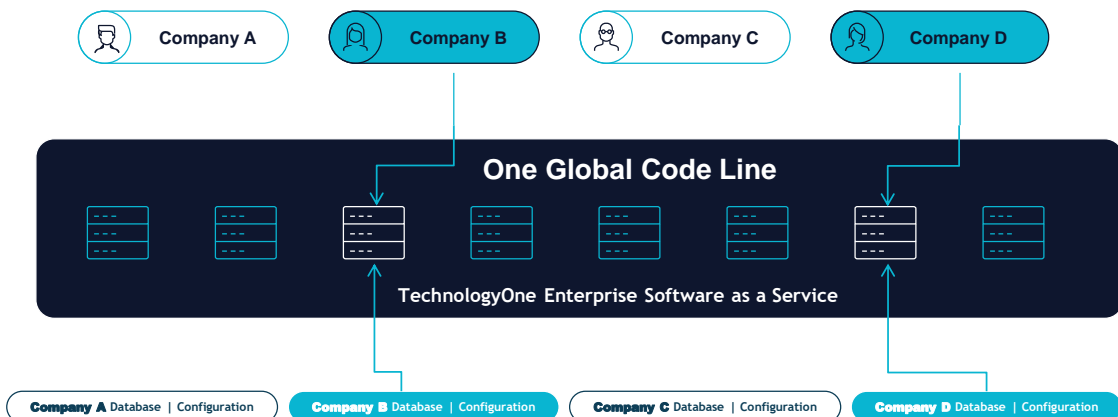 Company A
Company B
Company C
Company D
One Global Code Line
TechnologyOne Enterprise Software as a Service
Company A Database | Configuration
Company B Database | Configuration
Company C Database | Configuration
Company D Database | Configuration